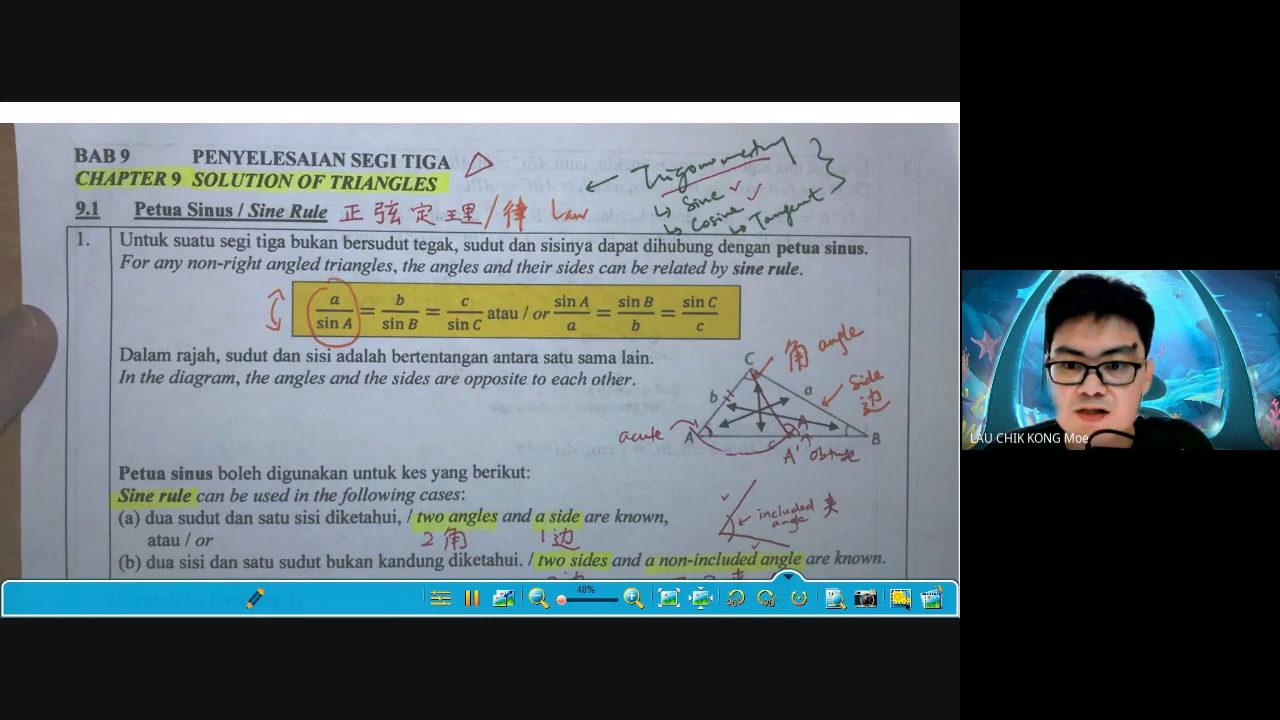 BAB 9 PENYELESAIAN SEGI TIGA
CHAPTER 9 SOLUTION OF TRIANGLES
Trigonometry
↳ Sine ✓
↳ Cosine ✓
↳ Tangent
9.1 Petua Sinus / Sine Rule 正弦定理/律 Law
1. Untuk suatu segi tiga bukan bersudut tegak, sudut dan sisinya dapat dihubung dengan petua sinus.
For any non-right angled triangles, the angles and their sides can be related by sine rule.
a/sin A = b/sin B = c/sin C atau / or sin A/a = sin B/b = sin C/c
Dalam rajah, sudut dan sisi adalah bertentangan antara satu sama lain.
In the diagram, the angles and the sides are opposite to each other.
C 角 angle
b a side 边
acute A c A B
A' obtuse
Petua sinus boleh digunakan untuk kes yang berikut:
Sine rule can be used in the following cases:
included angle 夹
(a) dua sudut dan satu sisi diketahui, / two angles and a side are known,
atau / or 2角 1边
(b) dua sisi dan satu sudut bukan kandung diketahui. / two sides and a non-included angle are known.
48%
LAU CHIK KONG Moe